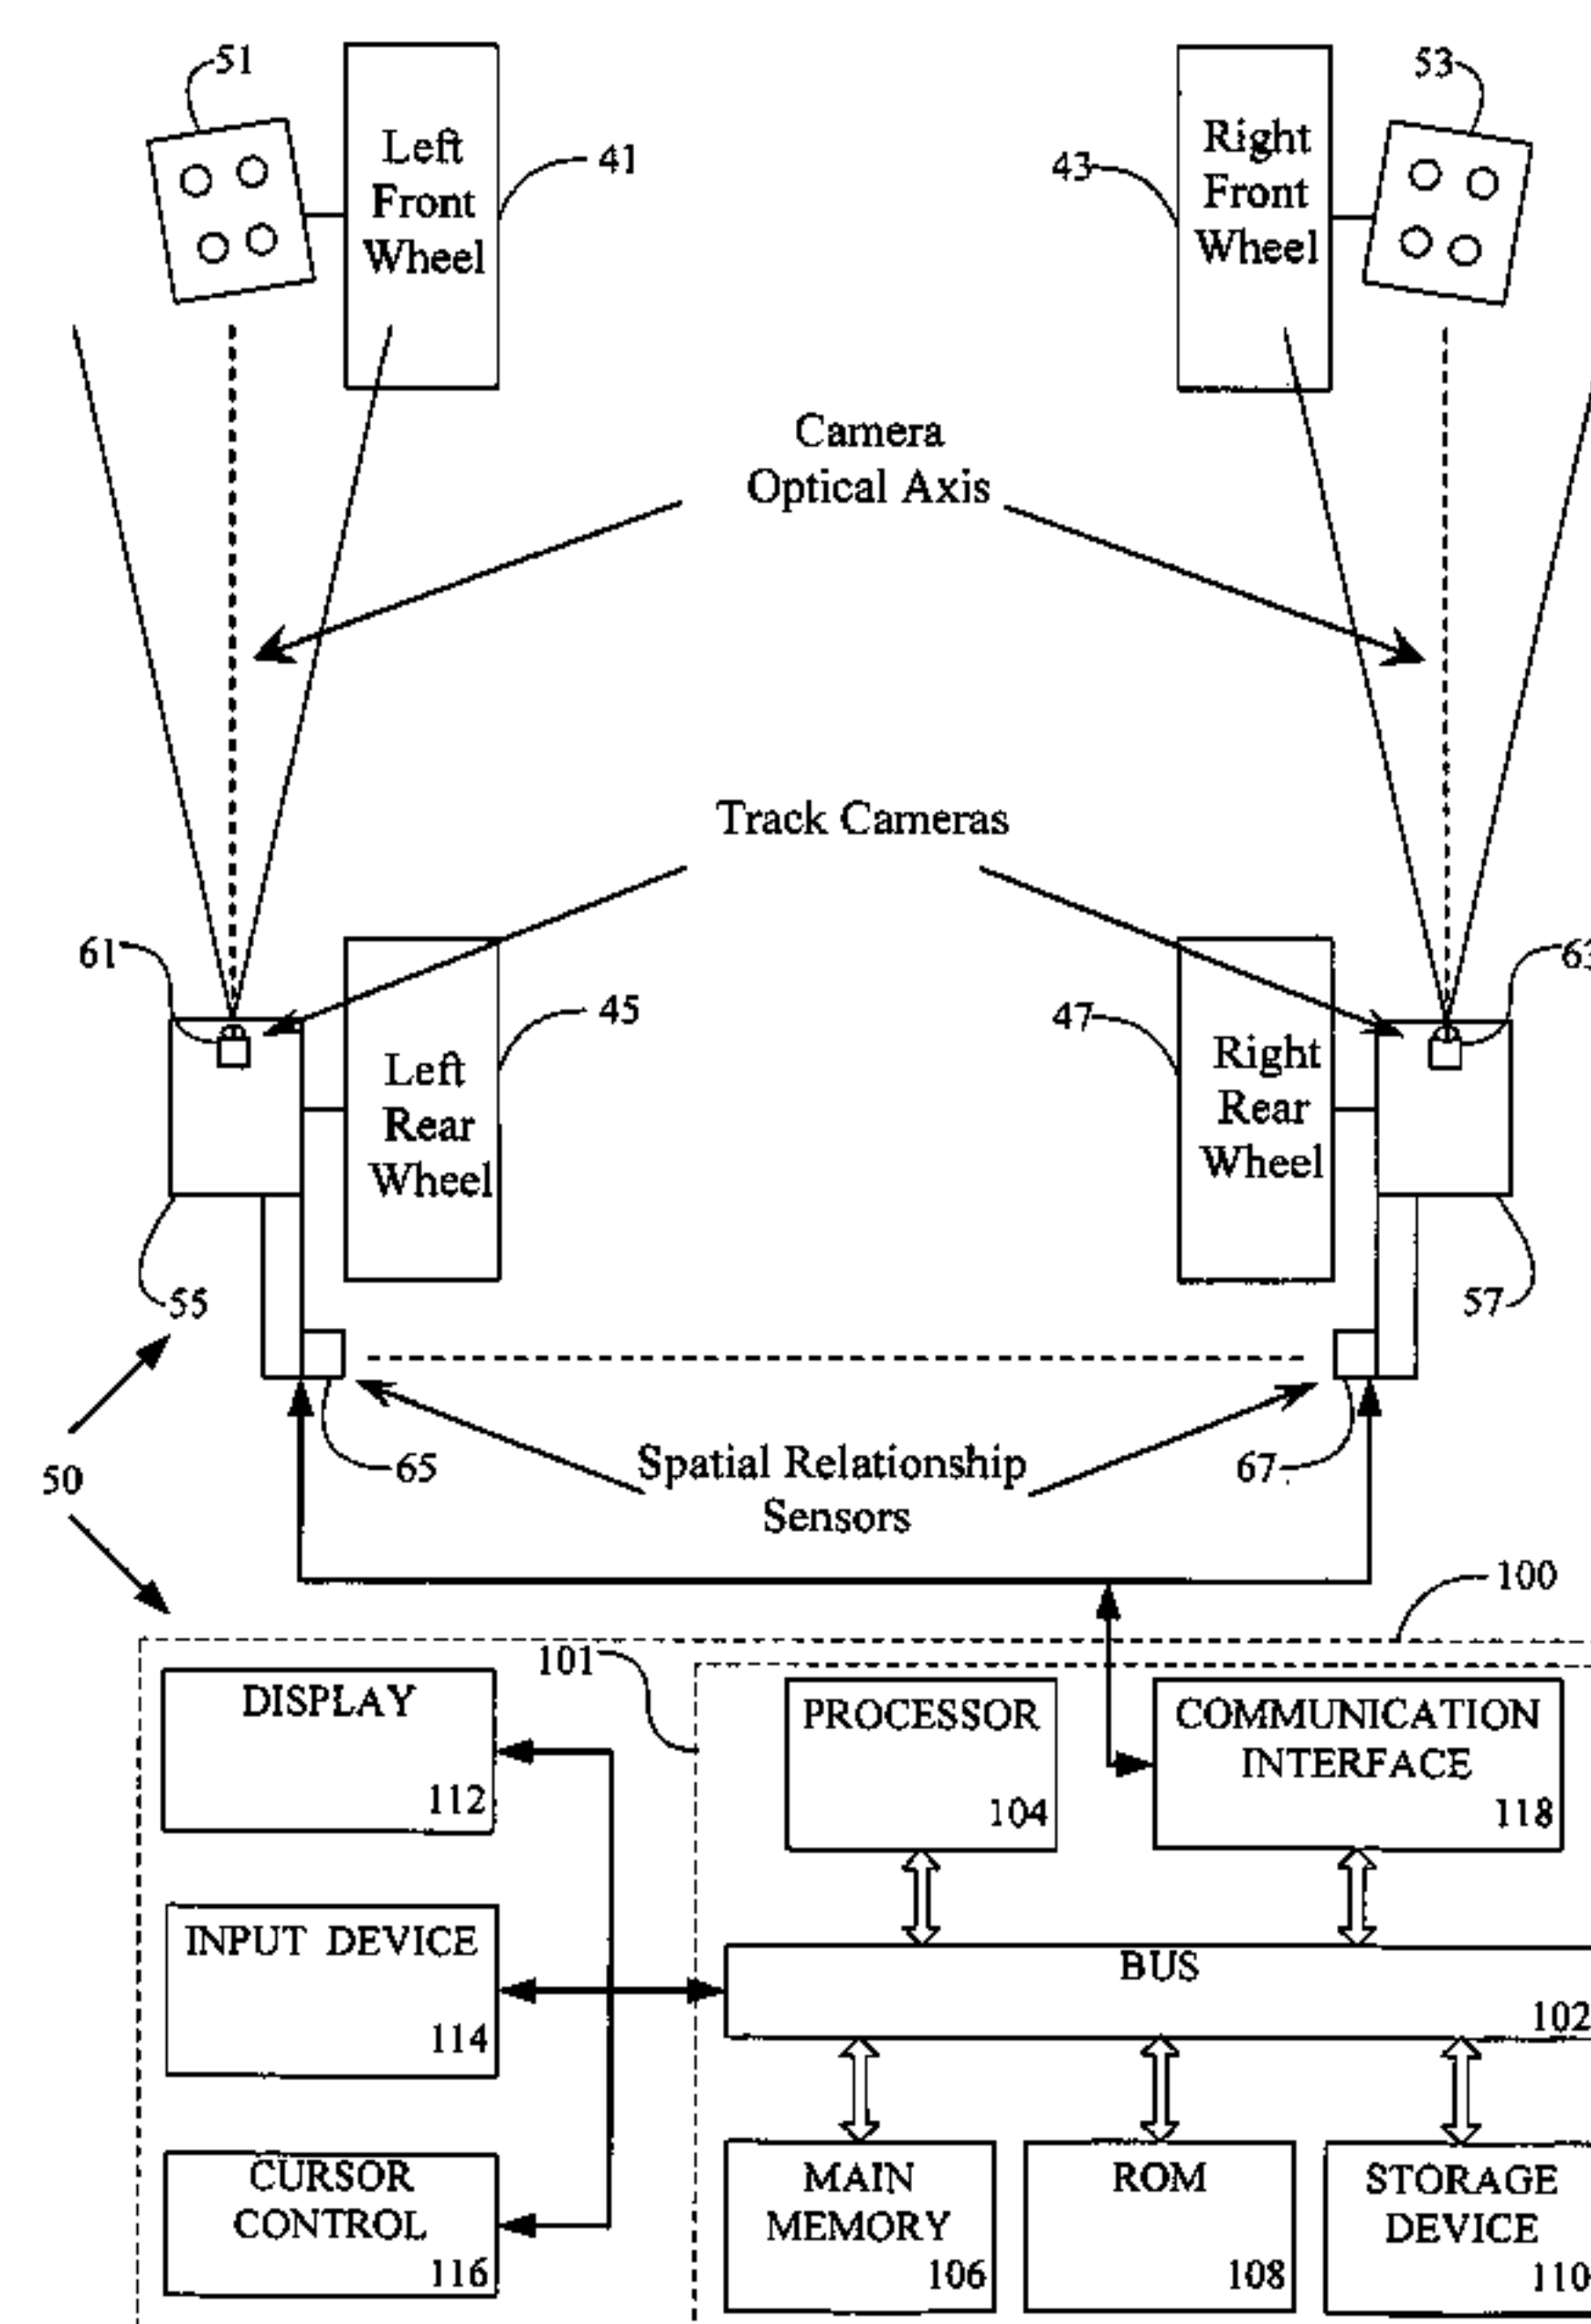 51
53
Left
Front
Wheel
41
43
Right
Front
Wheel
Camera
Optical Axis
Track Cameras
61
63
45
47
Left
Rear
Wheel
Right
Rear
Wheel
55
57
50
65
Spatial Relationship
Sensors
67
100
101
DISPLAY
112
PROCESSOR
104
COMMUNICATION
INTERFACE
118
INPUT DEVICE
114
BUS
102
CURSOR
CONTROL
116
MAIN
MEMORY
106
ROM
108
STORAGE
DEVICE
110